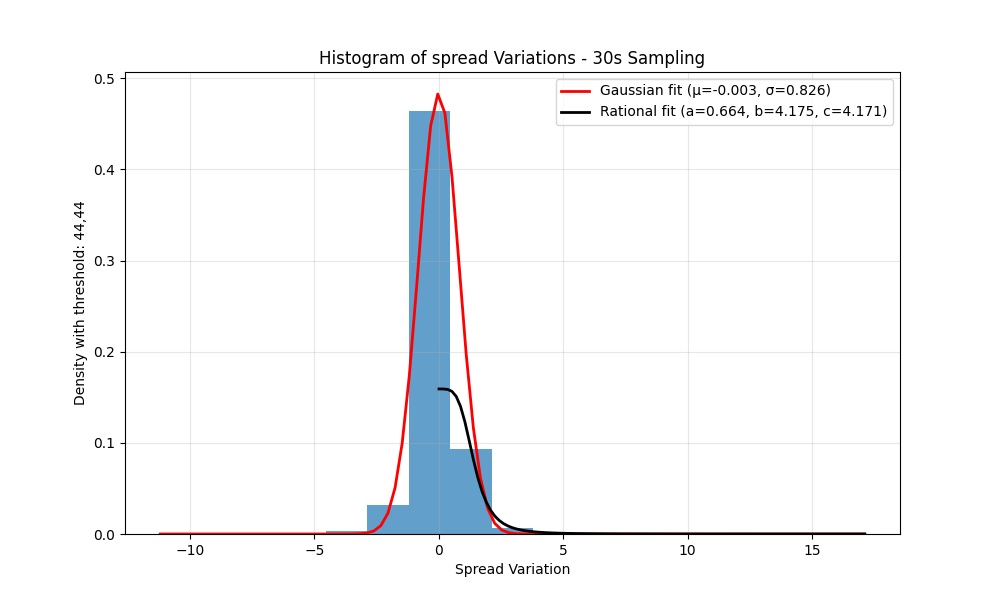 Histogram of spread Variations - 30s Sampling
Gaussian fit (μ=-0.003, σ=0.826)
Rational fit (a=0.664, b=4.175, c=4.171)
Density with threshold: 44,44
0.5
0.4
0.3
0.2
0.1
0.0
−10
−5
0
5
10
15
Spread Variation